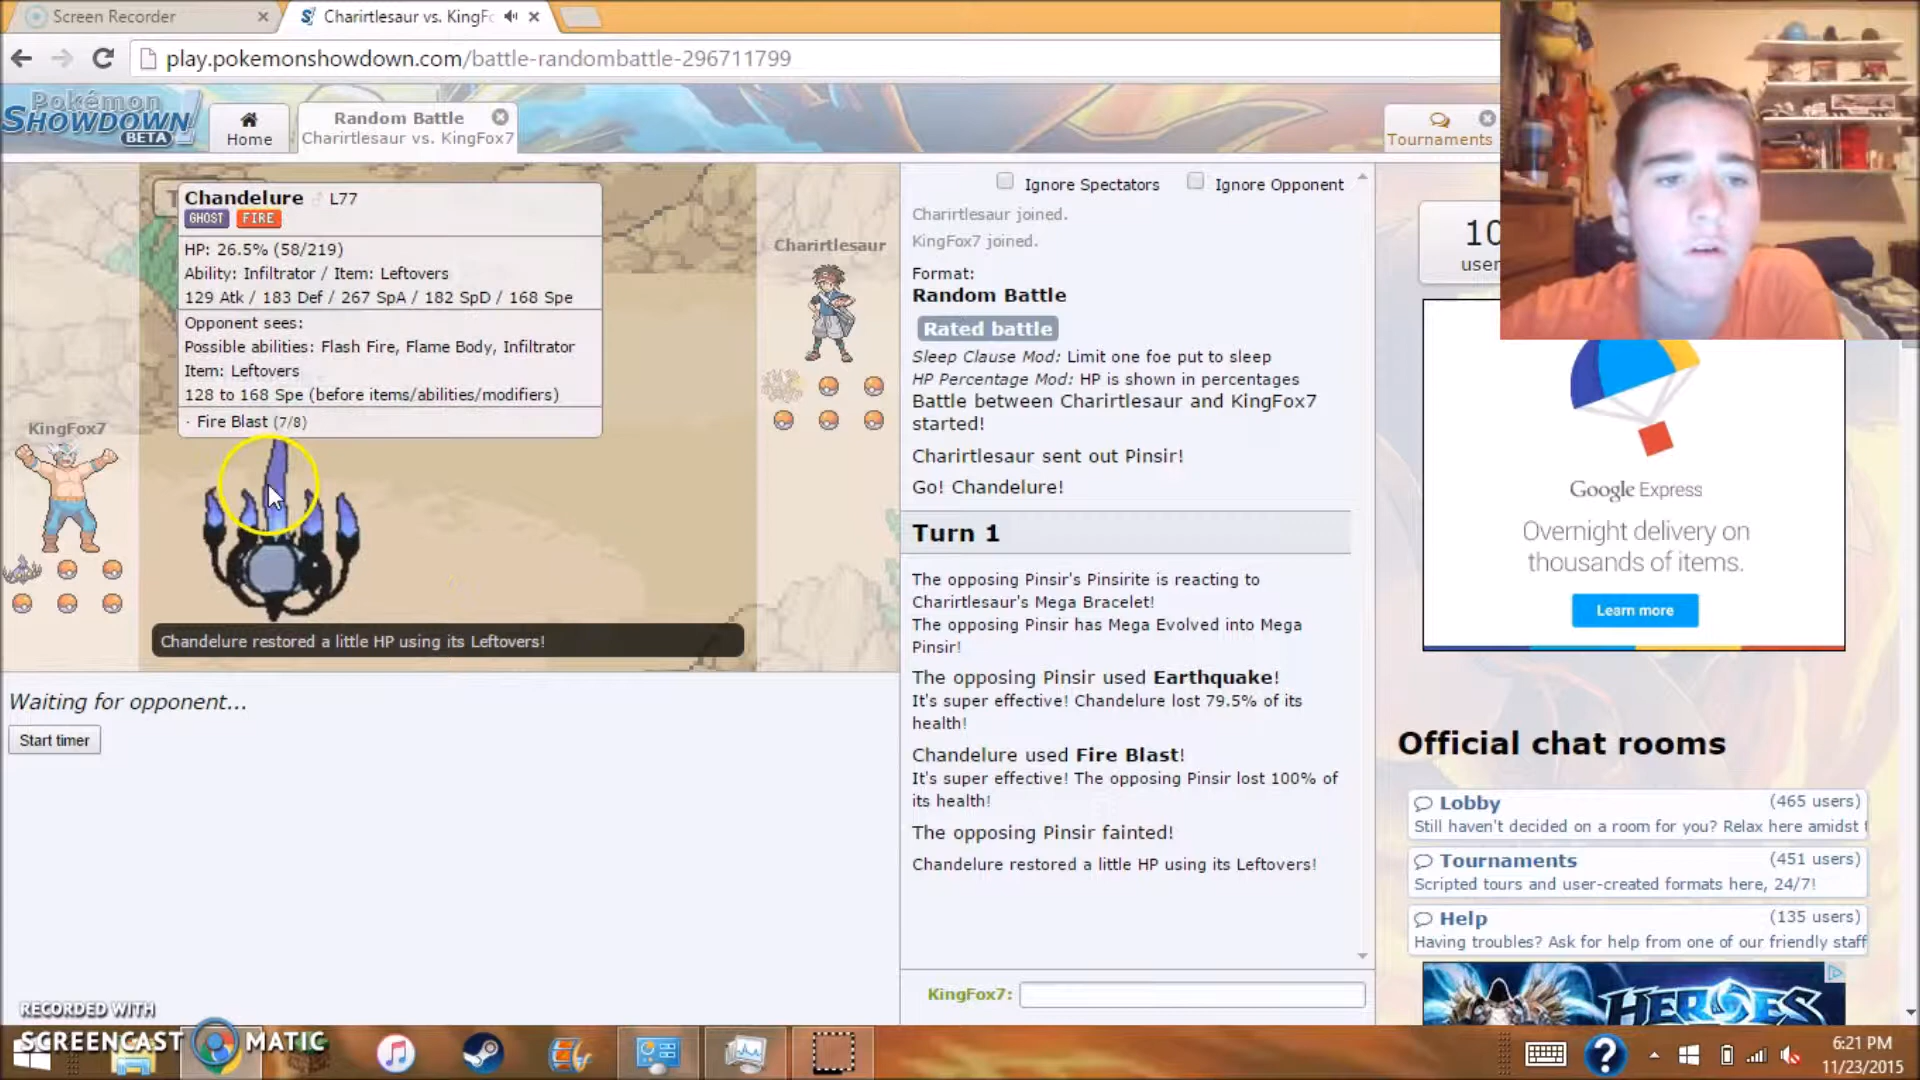 Screen Recorder
Charirtlesaur vs. KingFo
play.pokemonshowdown.com/battle-randombattle-296711799
Pokémon
SHOWDOWN!
BETA
Home
Random Battle
Charirtlesaur vs. KingFox7
Tournaments
Chandelure ♂ L77
GHOST FIRE
HP: 26.5% (58/219)
Ability: Infiltrator / Item: Leftovers
129 Atk / 183 Def / 267 SpA / 182 SpD / 168 Spe
Opponent sees:
Possible abilities: Flash Fire, Flame Body, Infiltrator
Item: Leftovers
128 to 168 Spe (before items/abilities/modifiers)
· Fire Blast (7/8)
Charirtlesaur
KingFox7
Chandelure restored a little HP using its Leftovers!
Waiting for opponent...
Start timer
Ignore Spectators
Ignore Opponent
Charirtlesaur joined.
KingFox7 joined.
Format:
Random Battle
Rated battle
Sleep Clause Mod: Limit one foe put to sleep
HP Percentage Mod: HP is shown in percentages
Battle between Charirtlesaur and KingFox7
started!
Charirtlesaur sent out Pinsir!
Go! Chandelure!
Turn 1
The opposing Pinsir's Pinsirite is reacting to
Charirtlesaur's Mega Bracelet!
The opposing Pinsir has Mega Evolved into Mega
Pinsir!
The opposing Pinsir used Earthquake!
It's super effective! Chandelure lost 79.5% of its
health!
Chandelure used Fire Blast!
It's super effective! The opposing Pinsir lost 100% of
its health!
The opposing Pinsir fainted!
Chandelure restored a little HP using its Leftovers!
KingFox7:
10
user
Google Express
Overnight delivery on
thousands of items.
Learn more
Official chat rooms
Lobby (465 users)
Still haven't decided on a room for you? Relax here amidst
Tournaments (451 users)
Scripted tours and user-created formats here, 24/7!
Help (135 users)
Having troubles? Ask for help from one of our friendly staff
HEROES
RECORDED WITH
SCREENCAST MATIC
6:21 PM
11/23/2015